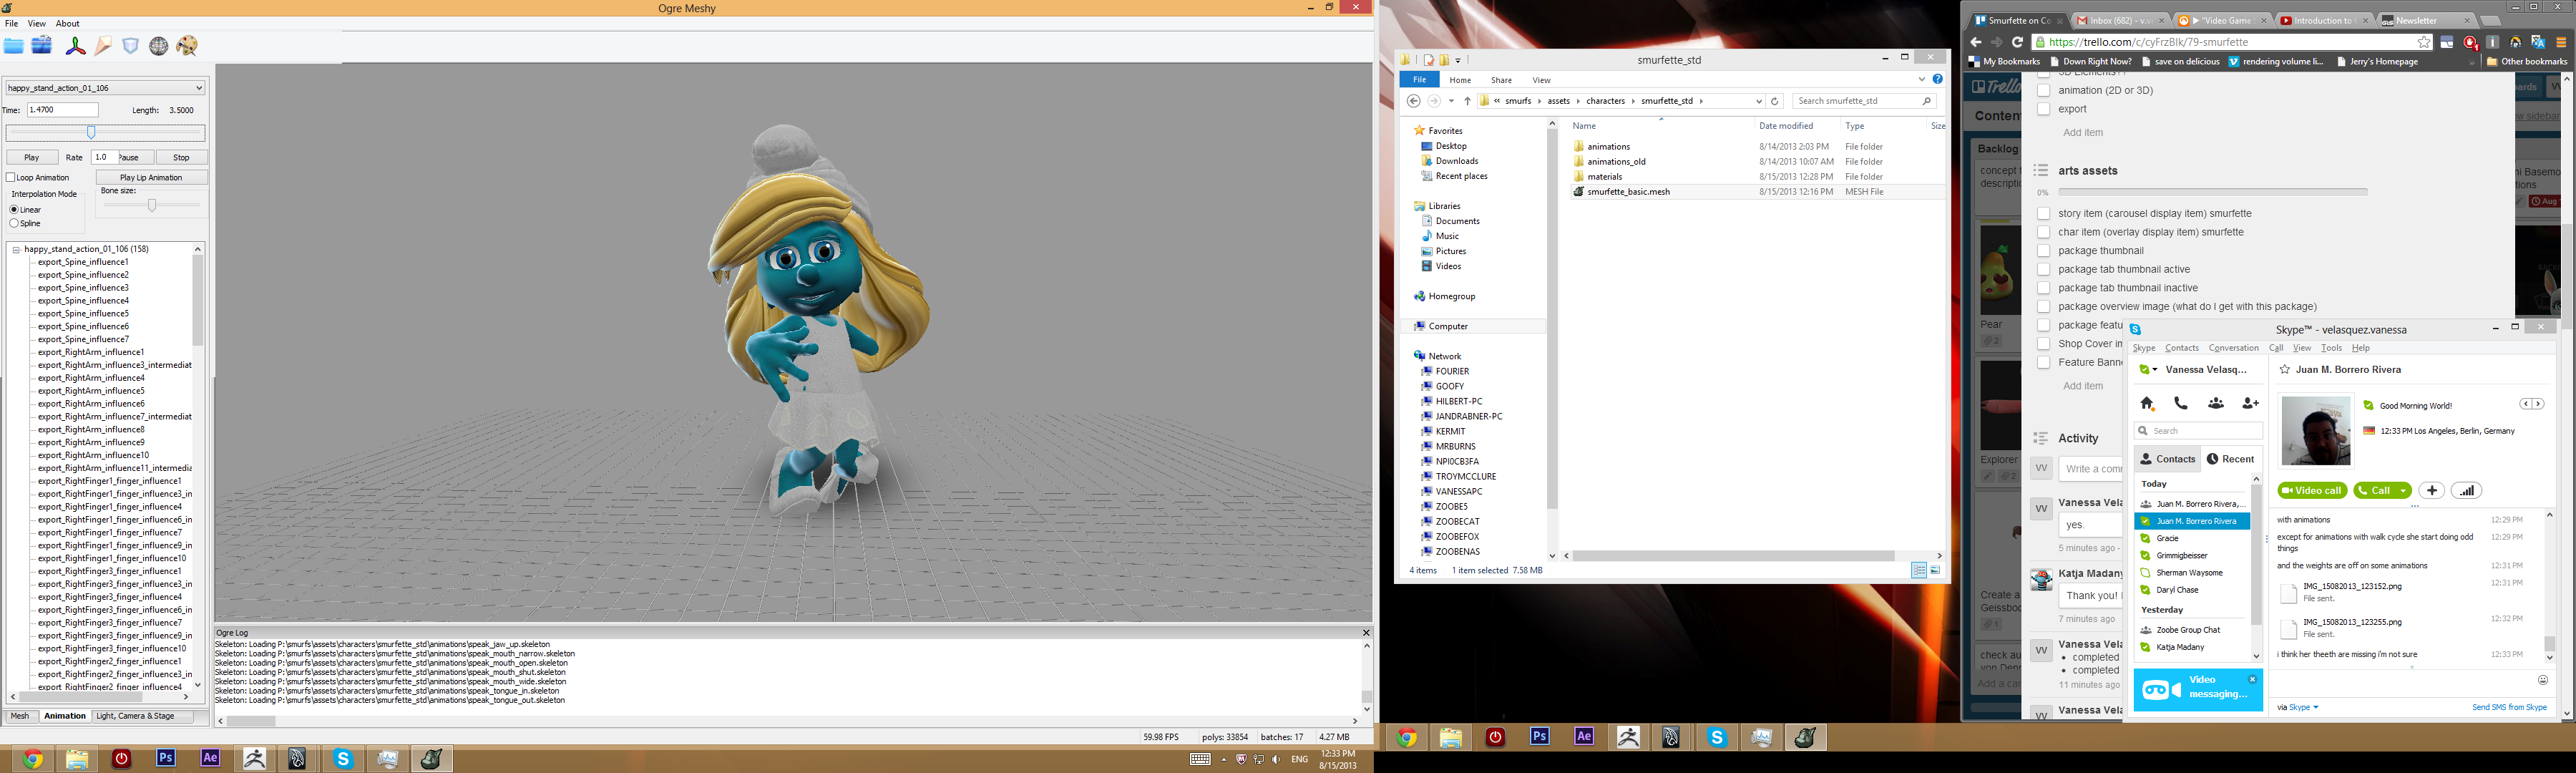 Ogre Meshy
File View About
happy_stand_action_01_106
Time: 1.4700 Length: 3.5000
Play Rate 1.0 Pause Stop
Loop Animation Play Lip Animation
Interpolation Mode Bone size:
Linear
Spline
happy_stand_action_01_106 (158)
export_Spine_influence1
export_Spine_influence2
export_Spine_influence3
export_Spine_influence4
export_Spine_influence5
export_Spine_influence6
export_Spine_influence7
export_RightArm_influence1
export_RightArm_influence3_intermediat
export_RightArm_influence4
export_RightArm_influence5
export_RightArm_influence6
export_RightArm_influence7_intermediat
export_RightArm_influence8
export_RightArm_influence9
export_RightArm_influence10
export_RightArm_influence11_intermedia
export_RightFinger1_finger_influence1
export_RightFinger1_finger_influence3_in
export_RightFinger1_finger_influence4
export_RightFinger1_finger_influence6_in
export_RightFinger1_finger_influence7
export_RightFinger1_finger_influence9_in
export_RightFinger1_finger_influence10
export_RightFinger3_finger_influence1
export_RightFinger3_finger_influence3_in
export_RightFinger3_finger_influence4
export_RightFinger3_finger_influence6_in
export_RightFinger3_finger_influence7
export_RightFinger3_finger_influence9_in
export_RightFinger3_finger_influence10
export_RightFinger2_finger_influence1
export_RightFinger2_finger_influence3_in
export_RightFinger2_finger_influence4
Mesh Animation Light, Camera & Stage
Ogre Log
Skeleton: Loading P:\smurfs\assets\characters\smurfette_std\animations\speak_jaw_up.skeleton
Skeleton: Loading P:\smurfs\assets\characters\smurfette_std\animations\speak_mouth_narrow.skeleton
Skeleton: Loading P:\smurfs\assets\characters\smurfette_std\animations\speak_mouth_open.skeleton
Skeleton: Loading P:\smurfs\assets\characters\smurfette_std\animations\speak_mouth_shut.skeleton
Skeleton: Loading P:\smurfs\assets\characters\smurfette_std\animations\speak_mouth_wide.skeleton
Skeleton: Loading P:\smurfs\assets\characters\smurfette_std\animations\speak_tongue_in.skeleton
Skeleton: Loading P:\smurfs\assets\characters\smurfette_std\animations\speak_tongue_out.skeleton
59.98 FPS polys: 33854 batches: 17 4.27 MB
Ps Ae
ENG 12:33 PM
8/15/2013
smurfette_std
File Home Share View
« smurfs › assets › characters › smurfette_std › Search smurfette_std
Name Date modified Type Size
animations 8/14/2013 2:03 PM File folder
animations_old 8/14/2013 10:07 AM File folder
materials 8/15/2013 12:28 PM File folder
smurfette_basic.mesh 8/15/2013 12:16 PM MESH File
Favorites
Desktop
Downloads
Recent places
Libraries
Documents
Music
Pictures
Videos
Homegroup
Computer
Network
FOURIER
GOOFY
HILBERT-PC
JANDRABNER-PC
KERMIT
MRBURNS
NPI0CB3FA
TROYMCCLURE
VANESSAPC
ZOOBE5
ZOOBECAT
ZOOBEFOX
ZOOBENAS
4 items 1 item selected 7.58 MB
Ps Ae
Smurfette on Co Inbox (682) - v.v "Video Game Introduction to Newsletter
https://trello.com/c/cyFrzBIk/79-smurfette
My Bookmarks Down Right Now? save on delicious rendering volume li... Jerry's Homepage » Other bookmarks
Trello
3D Elements??
animation (2D or 3D)
export
Add item
arts assets
0%
story item (carousel display item) smurfette
char item (overlay display item) smurfette
package thumbnail
package tab thumbnail active
package tab thumbnail inactive
package overview image (what do I get with this package)
package featu
Shop Cover im
Feature Banne
Add item
Activity
VV Write a comm
VV Vanessa Vela
yes.
5 minutes ago -
Katja Madany
Thank you!
7 minutes ago
VV Vanessa Vela
completed
completed
11 minutes ago
VV Vanessa Vela
Conten
Backlog
concept
descriptio
Pear
2
Explorer
2
Create a
Geissboc
1
check au
Add a car
Skype™ - velasquez.vanessa
Skype Contacts Conversation Call View Tools Help
Vanessa Velasq...
Search
Contacts Recent
Today
Juan M. Borrero Rivera,...
Juan M. Borrero Rivera
Gracie
Grimmigbeisser
Sherman Waysome
Daryl Chase
Yesterday
Zoobe Group Chat
Katja Madany
Video
messaging...
Juan M. Borrero Rivera
Good Morning World!
12:33 PM Los Angeles, Berlin, Germany
Video call Call
with animations 12:29 PM
except for animations with walk cycle she start doing odd 12:29 PM
things
and the weights are off on some animations 12:31 PM
IMG_15082013_123152.png 12:31 PM
File sent.
IMG_15082013_123255.png 12:32 PM
File sent.
i think her theeth are missing i'm not sure 12:33 PM
via Skype Send SMS from Skype